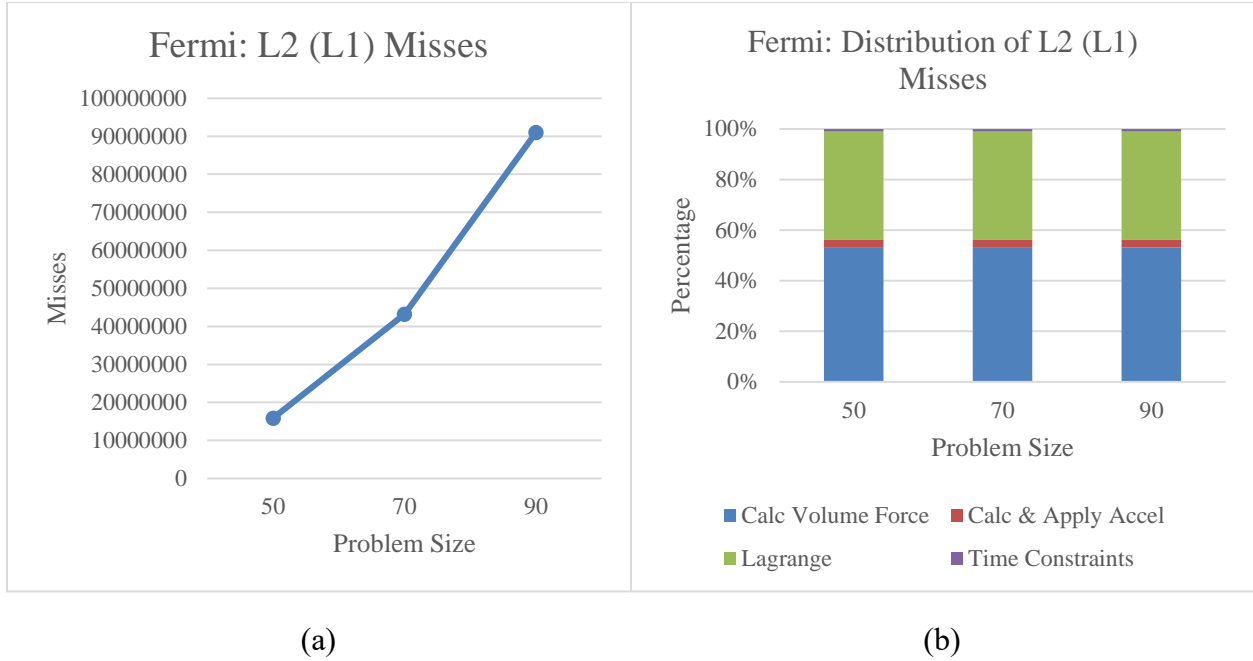 Fermi: L2 (L1) Misses
100000000
90000000
80000000
70000000
60000000
50000000
40000000
30000000
20000000
10000000
0
Misses
50 70 90
Problem Size
Fermi: Distribution of L2 (L1)
Misses
100%
80%
60%
40%
20%
0%
Percentage
50 70 90
Problem Size
Calc Volume Force Calc & Apply Accel
Lagrange Time Constraints
(a) (b)